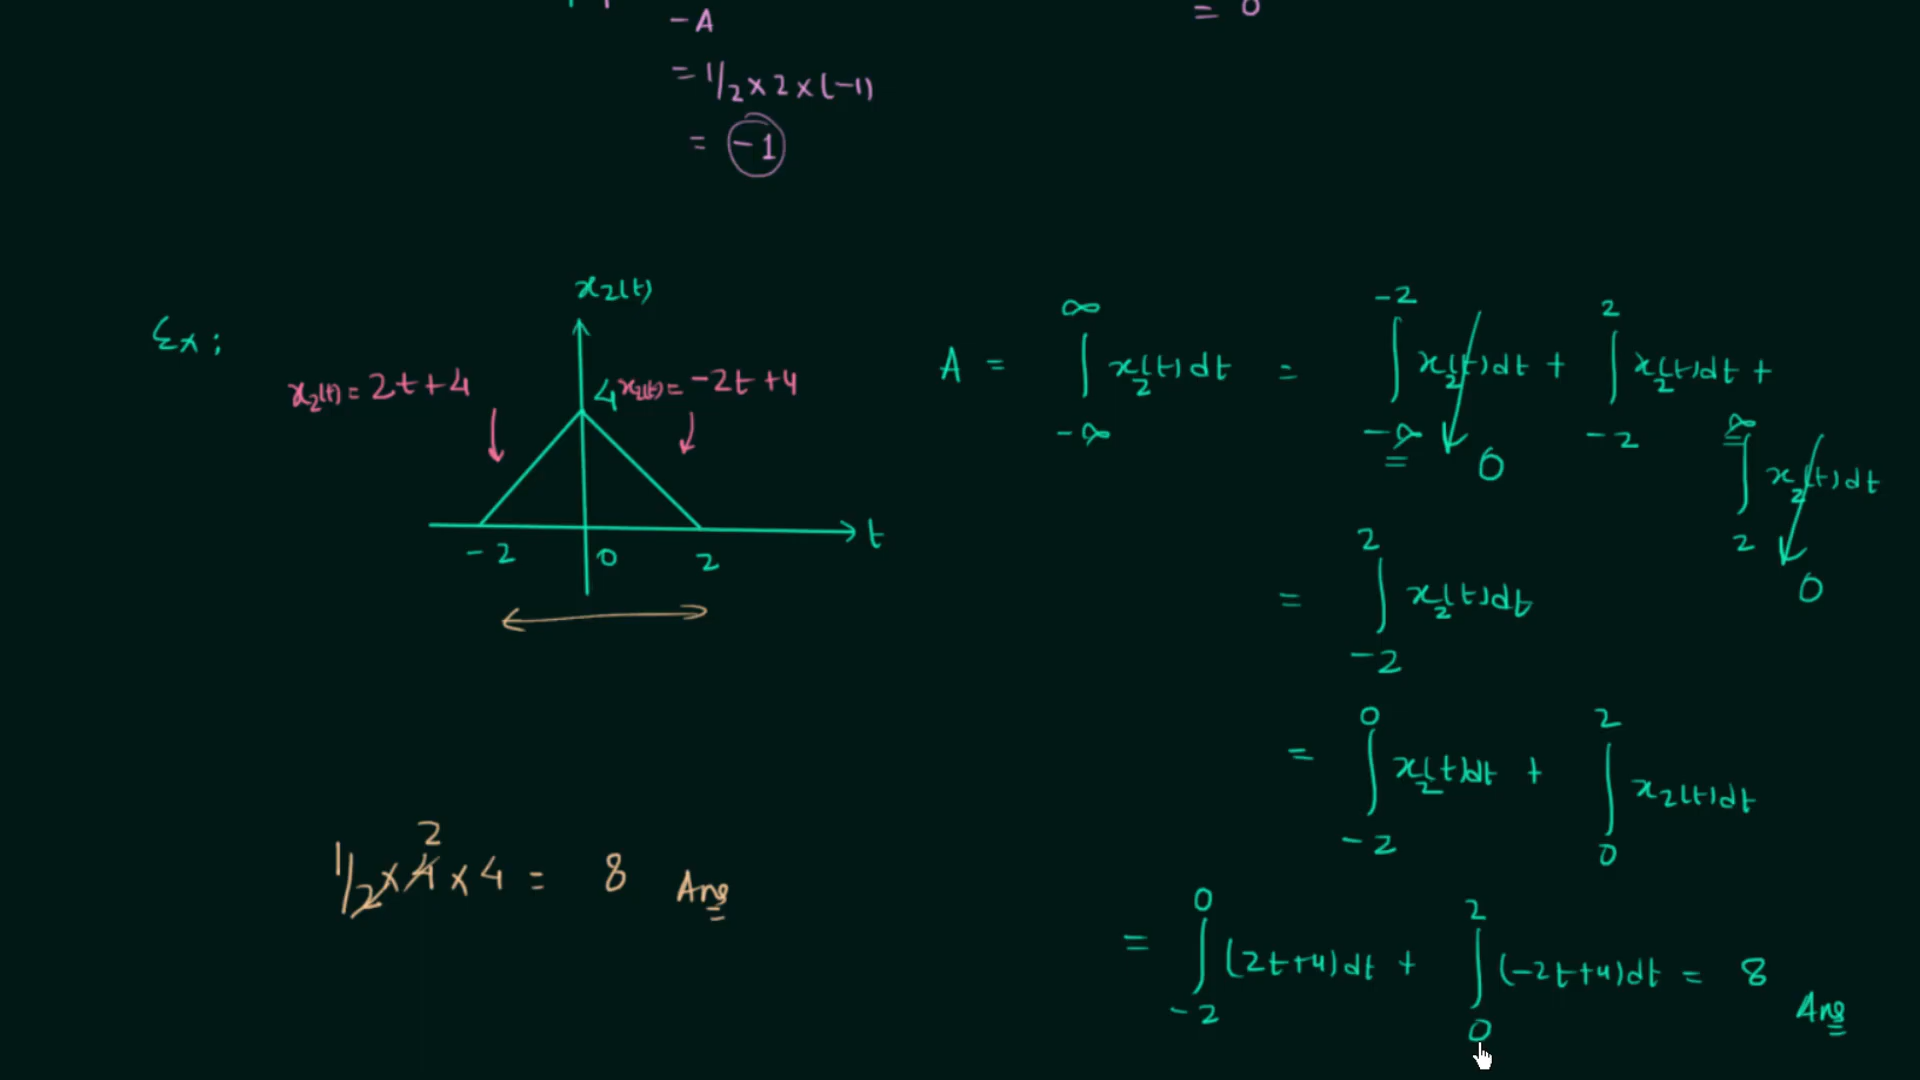 -A
= 0
= 1/2 × 2 × (-1)
= -1
Ex:
x2(t)
x2(t) = 2t+4
4
x2(t) = -2t+4
-2 0 2 t
A = ∫_{-∞}^{∞} x2(t)dt = ∫_{-∞}^{-2} x2(t)dt + ∫_{-2}^{2} x2(t)dt +
∫_{2}^{∞} x2(t)dt
0
0
= ∫_{-2}^{2} x2(t)dt
= ∫_{-2}^{0} x2(t)dt + ∫_{0}^{2} x2(t)dt
2
1/2 × 4 × 4 = 8 Ans
= ∫_{-2}^{0} (2t+4)dt + ∫_{0}^{2} (-2t+4)dt = 8
Ans